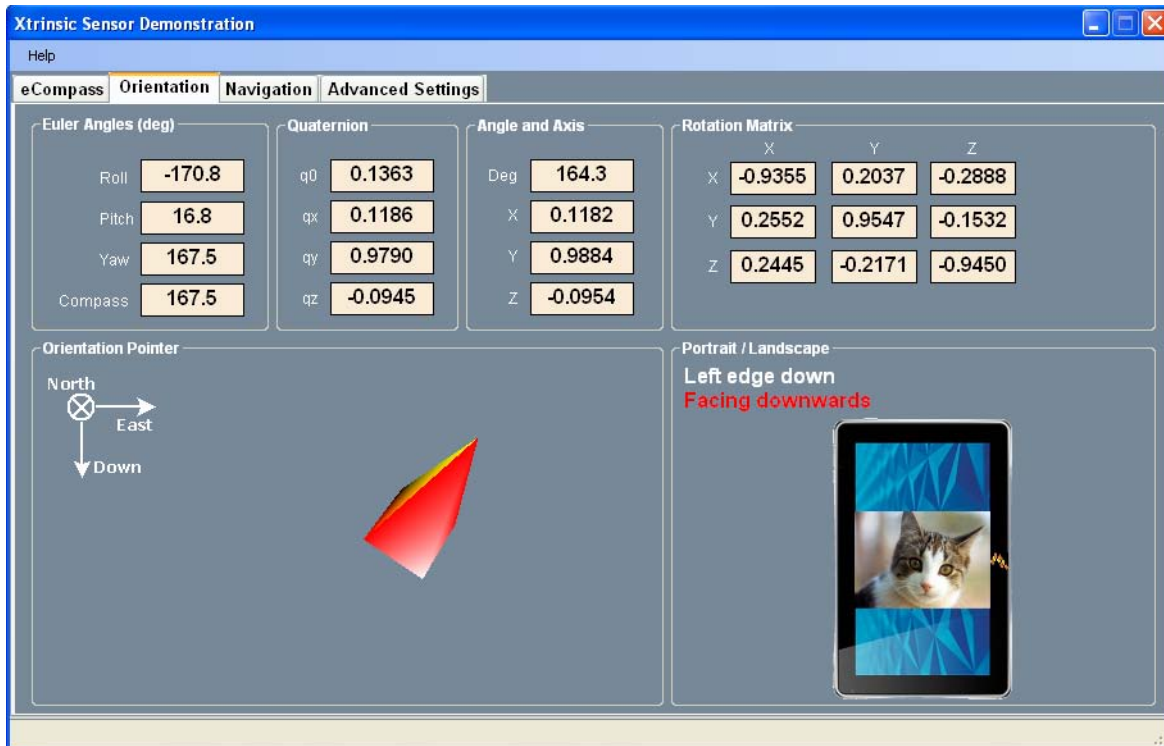 Xtrinsic Sensor Demonstration
Help
eCompass Orientation Navigation Advanced Settings
Euler Angles (deg)
Roll -170.8
Pitch 16.8
Yaw 167.5
Compass 167.5
Quaternion
q0 0.1363
qx 0.1186
qy 0.9790
qz -0.0945
Angle and Axis
Deg 164.3
X 0.1182
Y 0.9884
Z -0.0954
Rotation Matrix
X Y Z
X -0.9355 0.2037 -0.2888
Y 0.2552 0.9547 -0.1532
Z 0.2445 -0.2171 -0.9450
Orientation Pointer
North
East
Down
Portrait / Landscape
Left edge down
Facing downwards